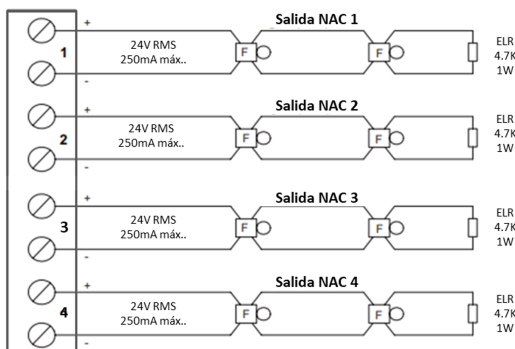 Salida NAC 1
+
1
24V RMS
250mA máx..
F
F
ELR
4.7K
1W
-
Salida NAC 2
+
2
24V RMS
250mA máx..
F
F
ELR
4.7K
1W
-
Salida NAC 3
+
3
24V RMS
250mA máx..
F
F
ELR
4.7K
1W
-
Salida NAC 4
+
4
24V RMS
250mA máx..
F
F
ELR
4.7K
1W
-